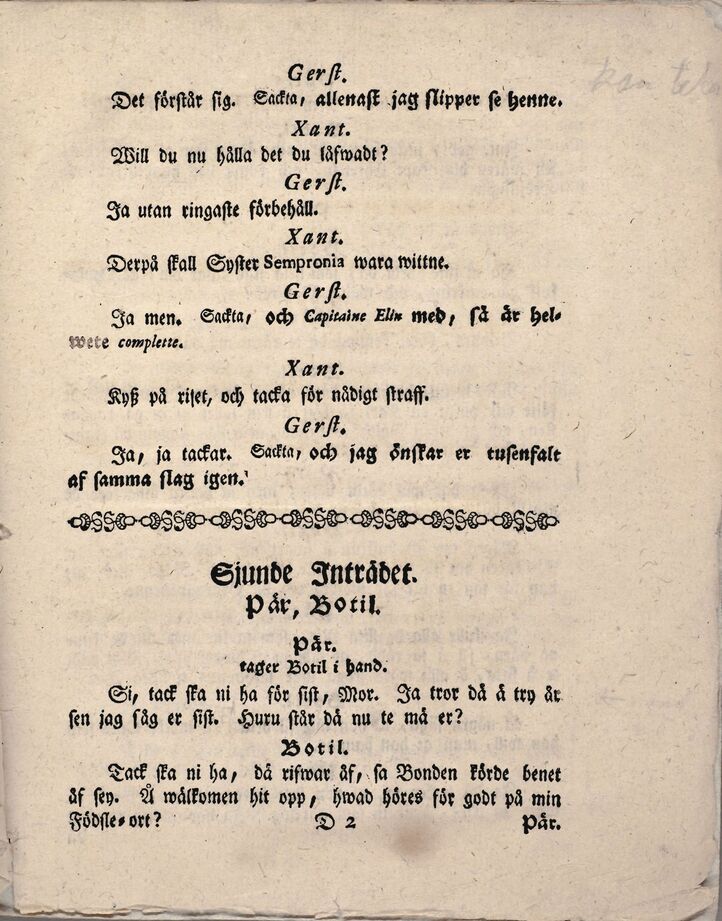 Gerst.
Det förstår sig. Sackta, allenast jag slipper se henne.
Xant.
Will du nu hålla det du låfwadt?
Gerst.
Ja utan ringaste förbehåll.
Xant.
Derpå skall Syster Sempronia wara wittne.
Gerst.
Ja men. Sackta, och Capitaine Elin med, så är hel-
wete complette.
Xant.
Kyß på riset, och tacka för nådigt straff.
Gerst.
Ja, ja tackar. Sackta, och jag önskar er tusenfalt
af samma slag igen.
Sjunde Inträdet.
Pär, Botil.
Pär.
tager Botil i hand.
Si, tack ska ni ha för sist, Mor. Ja tror då å try år
sen jag såg er sist. Huru står då nu te må er?
Botil.
Tack ska ni ha, då rifwar åf, sa Bonden körde benet
åf sey. Å wälkomen hit opp, hwad höres för godt på min
Födsle-ort?
D 2
Pär.